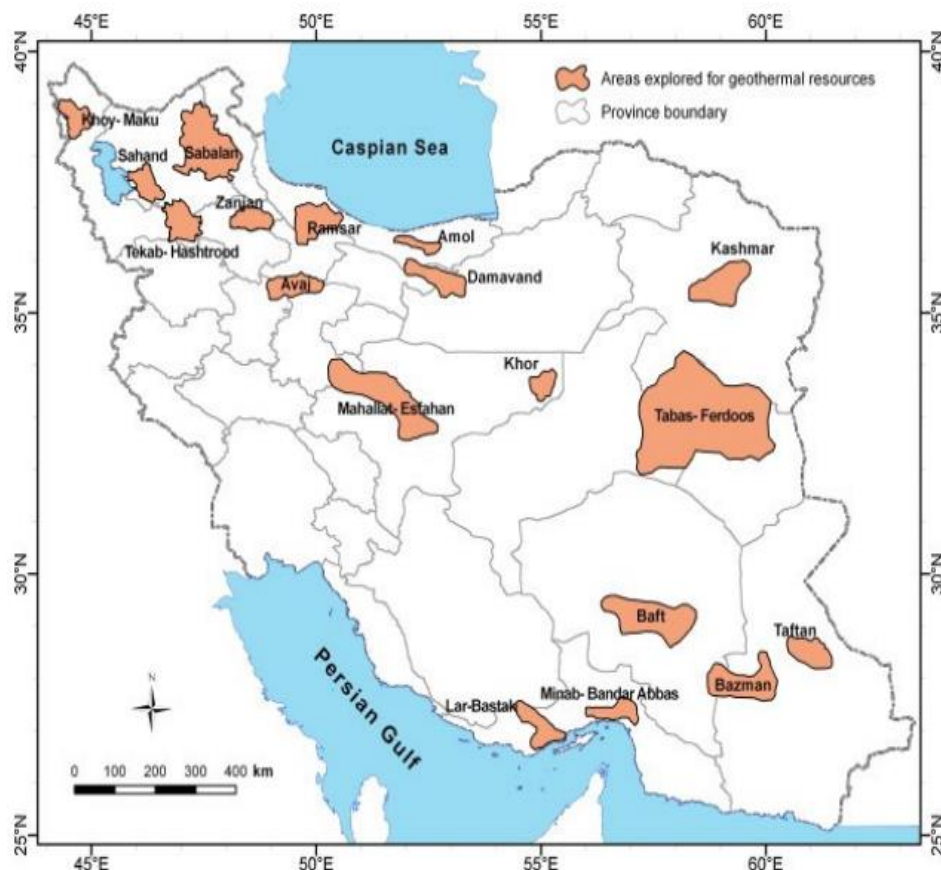 45°E 50°E 55°E 60°E
40°N 40°N
Areas explored for geothermal resources
Province boundary
Khoy- Maku
Caspian Sea
Sahand
Sabalan
Zanjan
Ramsar
Amol
Tekab- Hashtrood
Kashmar
Damavand
Avaj
35°N 35°N
Khor
Mahallat- Esfahan
Tabas- Ferdoos
30°N 30°N
Baft
Taftan
Bazman
Minab- Bandar Abbas
Lar-Bastak
Persian Gulf
0 100 200 300 400 km
25°N 25°N
45°E 50°E 55°E 60°E